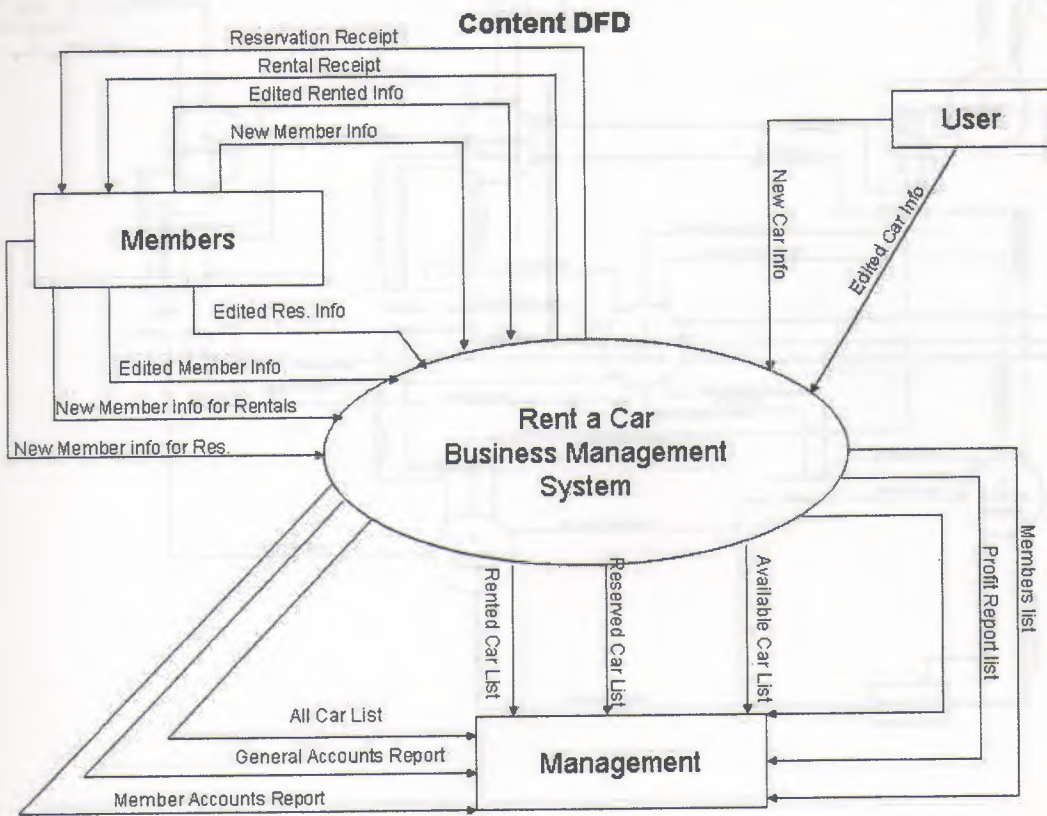 Content DFD
Reservation Receipt
Rental Receipt
Edited Rented Info
New Member Info
User
Members
New Car Info
Edited Car Info
Edited Res. Info
Edited Member Info
New Member Info for Rentals
New Member info for Res.
Rent a Car
Business Management
System
Rented Car List
Reserved Car List
Available Car List
Profit Report list
Members list
All Car List
General Accounts Report
Member Accounts Report
Management